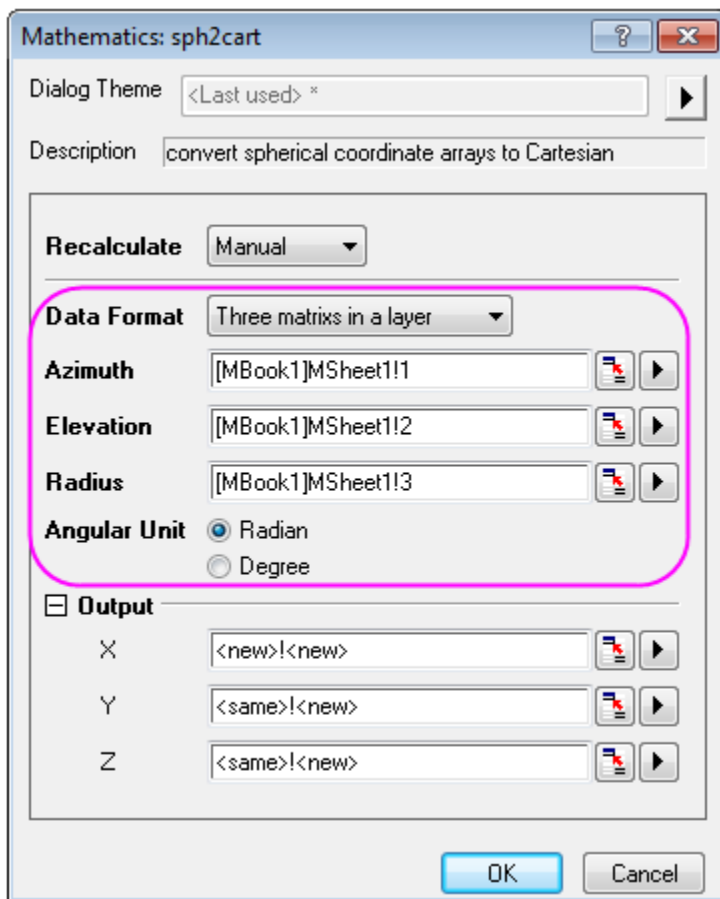 Mathematics: sph2cart
Dialog Theme <Last used> *
Description convert spherical coordinate arrays to Cartesian
Recalculate Manual
Data Format Three matrixs in a layer
Azimuth [MBook1]MSheet1!1
Elevation [MBook1]MSheet1!2
Radius [MBook1]MSheet1!3
Angular Unit Radian
Degree
Output
X <new>!<new>
Y <same>!<new>
Z <same>!<new>
OK Cancel